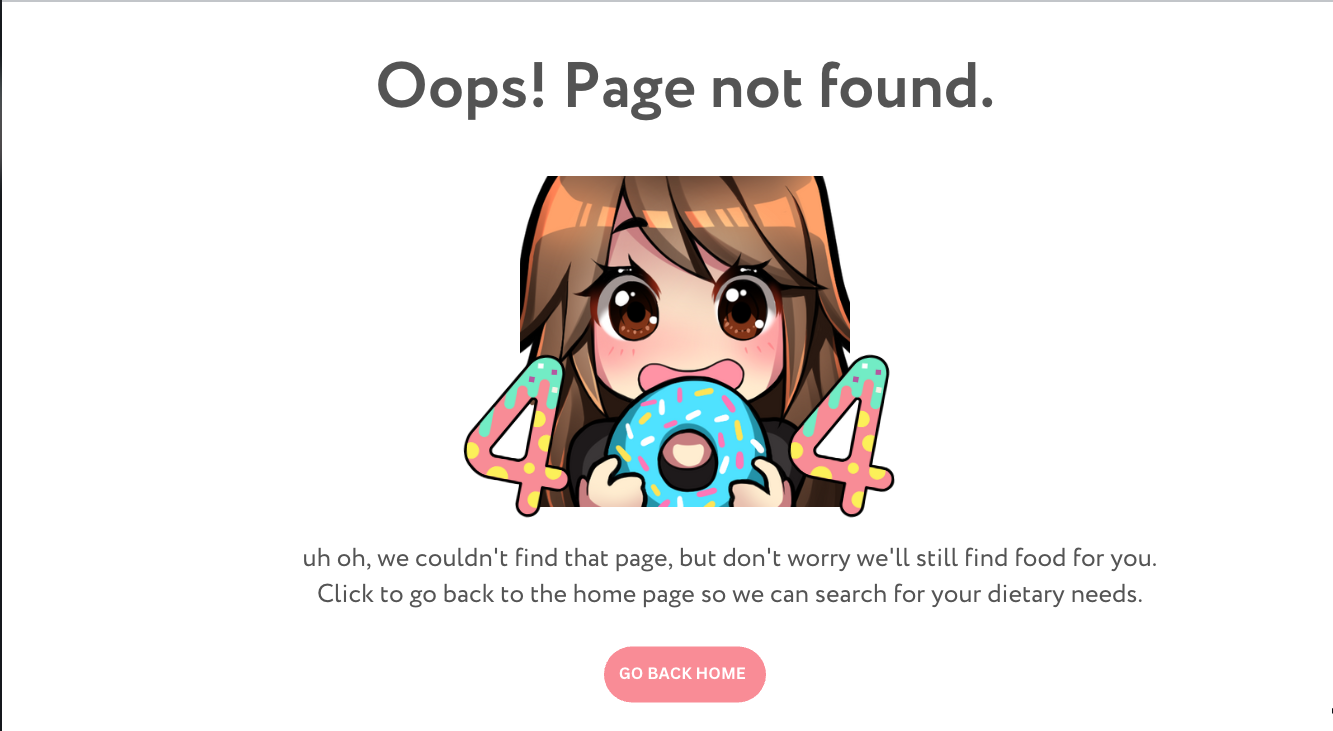 Oops! Page not found.
4 4
uh oh, we couldn't find that page, but don't worry we'll still find food for you.
Click to go back to the home page so we can search for your dietary needs.
GO BACK HOME